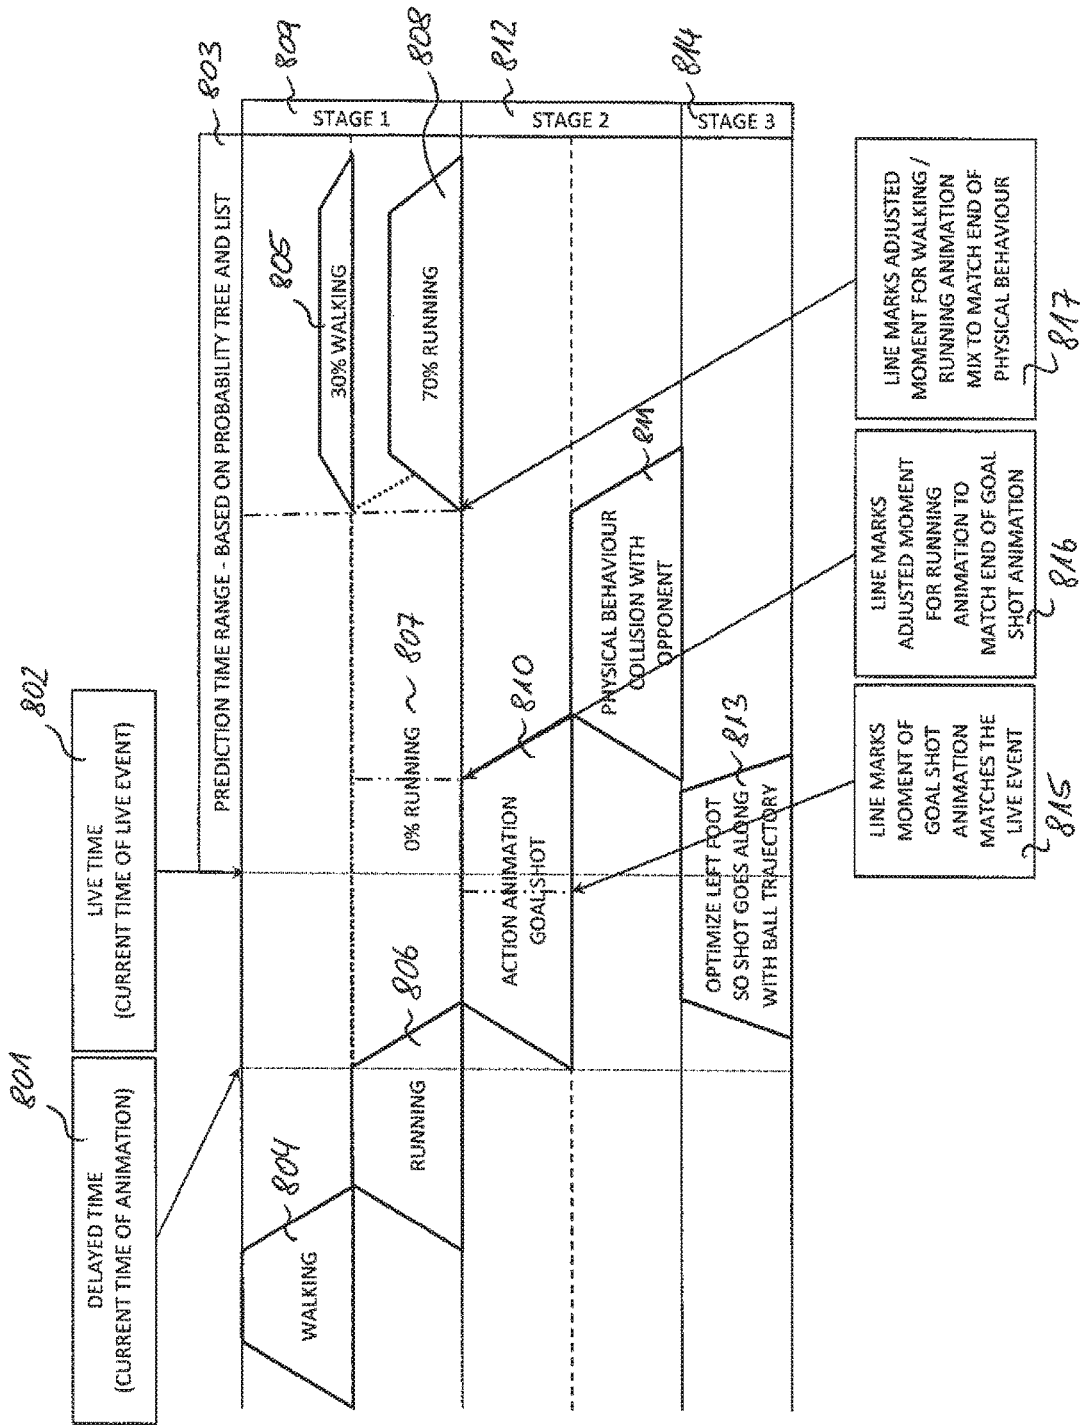 801
DELAYED TIME
(CURRENT TIME OF ANIMATION)
802
LIVE TIME
(CURRENT TIME OF LIVE EVENT)
803
PREDICTION TIME RANGE - BASED ON PROBABILITY TREE AND LIST
809
STAGE 1
804
WALKING
805
30% WALKING
806
RUNNING
0% RUNNING
807
70% RUNNING
808
812
STAGE 2
ACTION ANIMATION
GOAL SHOT
810
PHYSICAL BEHAVIOUR
COLLISION WITH
OPPONENT
811
814
STAGE 3
OPTIMIZE LEFT FOOT
SO SHOT GOES ALONG
WITH BALL TRAJECTORY
813
LINE MARKS
MOMENT OF
GOAL SHOT
ANIMATION
MATCHES THE
LIVE EVENT
815
LINE MARKS
ADJUSTED MOMENT
FOR RUNNING
ANIMATION TO
MATCH END OF GOAL
SHOT ANIMATION
816
LINE MARKS ADJUSTED
MOMENT FOR WALKING /
RUNNING ANIMATION
MIX TO MATCH END OF
PHYSICAL BEHAVIOUR
817